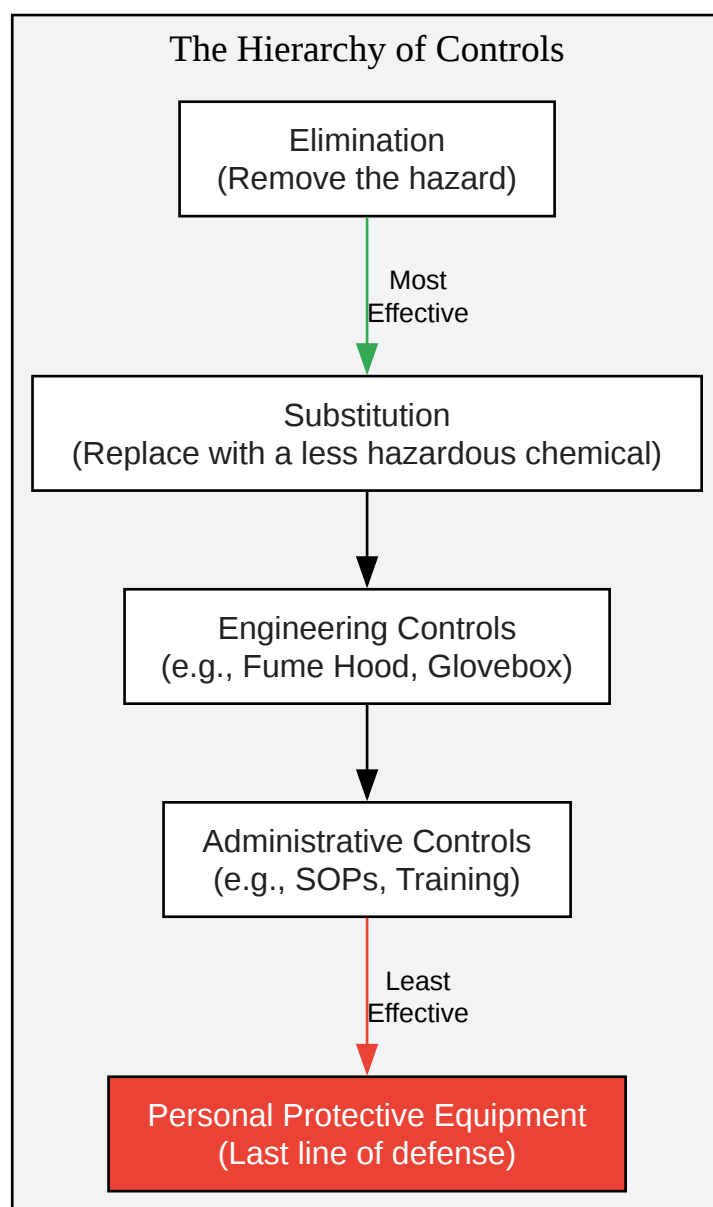 The Hierarchy of Controls
Elimination
(Remove the hazard)
Most
Effective
Substitution
(Replace with a less hazardous chemical)
Engineering Controls
(e.g., Fume Hood, Glovebox)
Administrative Controls
(e.g., SOPs, Training)
Least
Effective
Personal Protective Equipment
(Last line of defense)